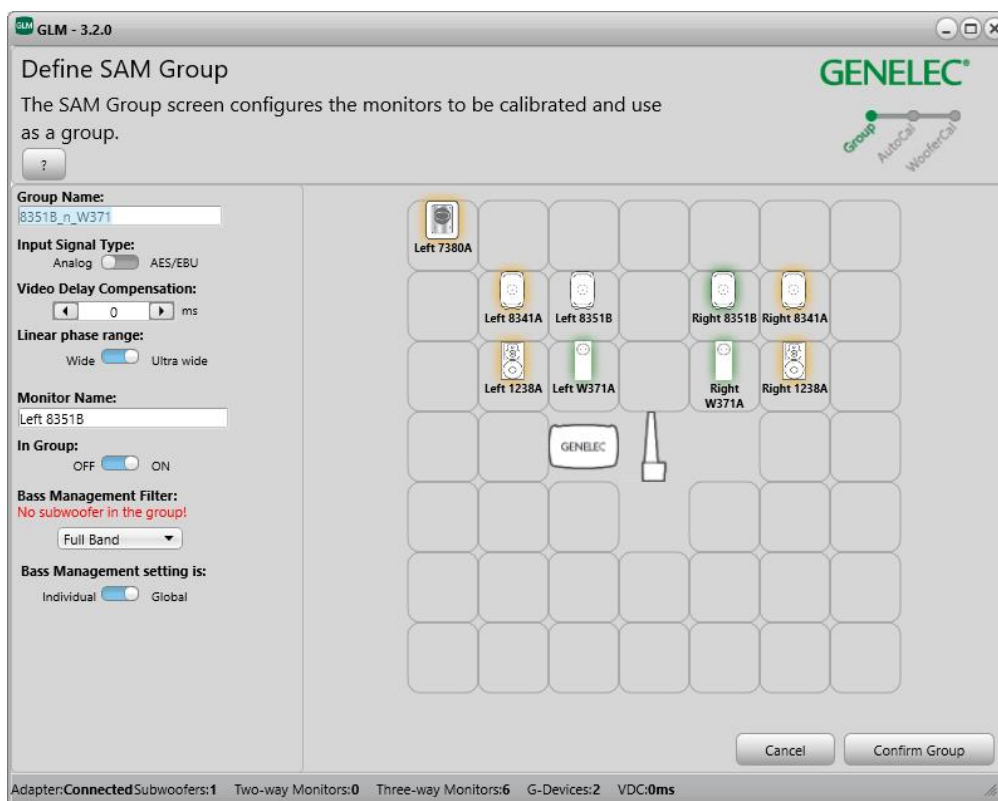 GLM GLM - 3.2.0
Define SAM Group
GENELEC®
The SAM Group screen configures the monitors to be calibrated and use
as a group.
?
Group
AutoCal
WooferCal
Group Name:
8351B_n_W371
Input Signal Type:
Analog AES/EBU
Video Delay Compensation:
0 ms
Linear phase range:
Wide Ultra wide
Monitor Name:
Left 8351B
In Group:
OFF ON
Bass Management Filter:
No subwoofer in the group!
Full Band
Bass Management setting is:
Individual Global
Left 7380A
Left 8341A Left 8351B Right 8351B Right 8341A
Left 1238A Left W371A Right W371A Right 1238A
GENELEC
Cancel Confirm Group
Adapter:Connected Subwoofers:1 Two-way Monitors:0 Three-way Monitors:6 G-Devices:2 VDC:0ms